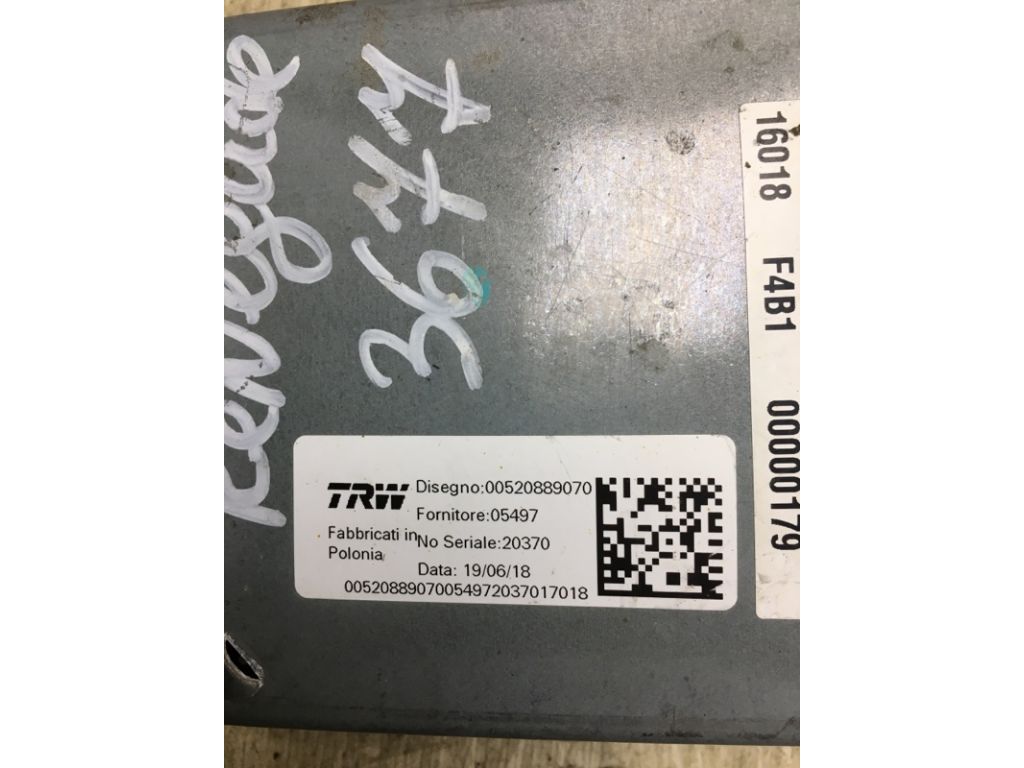 Renegade
3677
TRW
Disegno:00520889070
Fornitore:05497
Fabbricati in
Polonia
No Seriale:20370
Data: 19/06/18
00520889070054972037017018
16018 F4B1 00000179